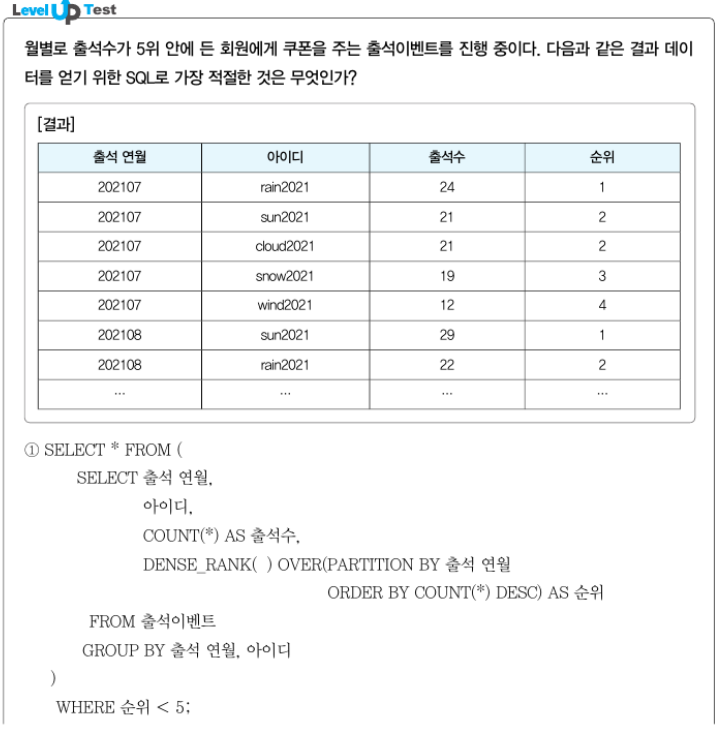 Level Up Test
월별로 출석수가 5위 안에 든 회원에게 쿠폰을 주는 출석이벤트를 진행 중이다. 다음과 같은 결과 데이
터를 얻기 위한 SQL로 가장 적절한 것은 무엇인가?
[결과]
출석 연월 아이디 출석수 순위
202107 rain2021 24 1
202107 sun2021 21 2
202107 cloud2021 21 2
202107 snow2021 19 3
202107 wind2021 12 4
202108 sun2021 29 1
202108 rain2021 22 2
... ... ... ...
① SELECT * FROM (
SELECT 출석 연월,
아이디,
COUNT(*) AS 출석수,
DENSE_RANK( ) OVER(PARTITION BY 출석 연월
ORDER BY COUNT(*) DESC) AS 순위
FROM 출석이벤트
GROUP BY 출석 연월, 아이디
)
WHERE 순위 < 5;